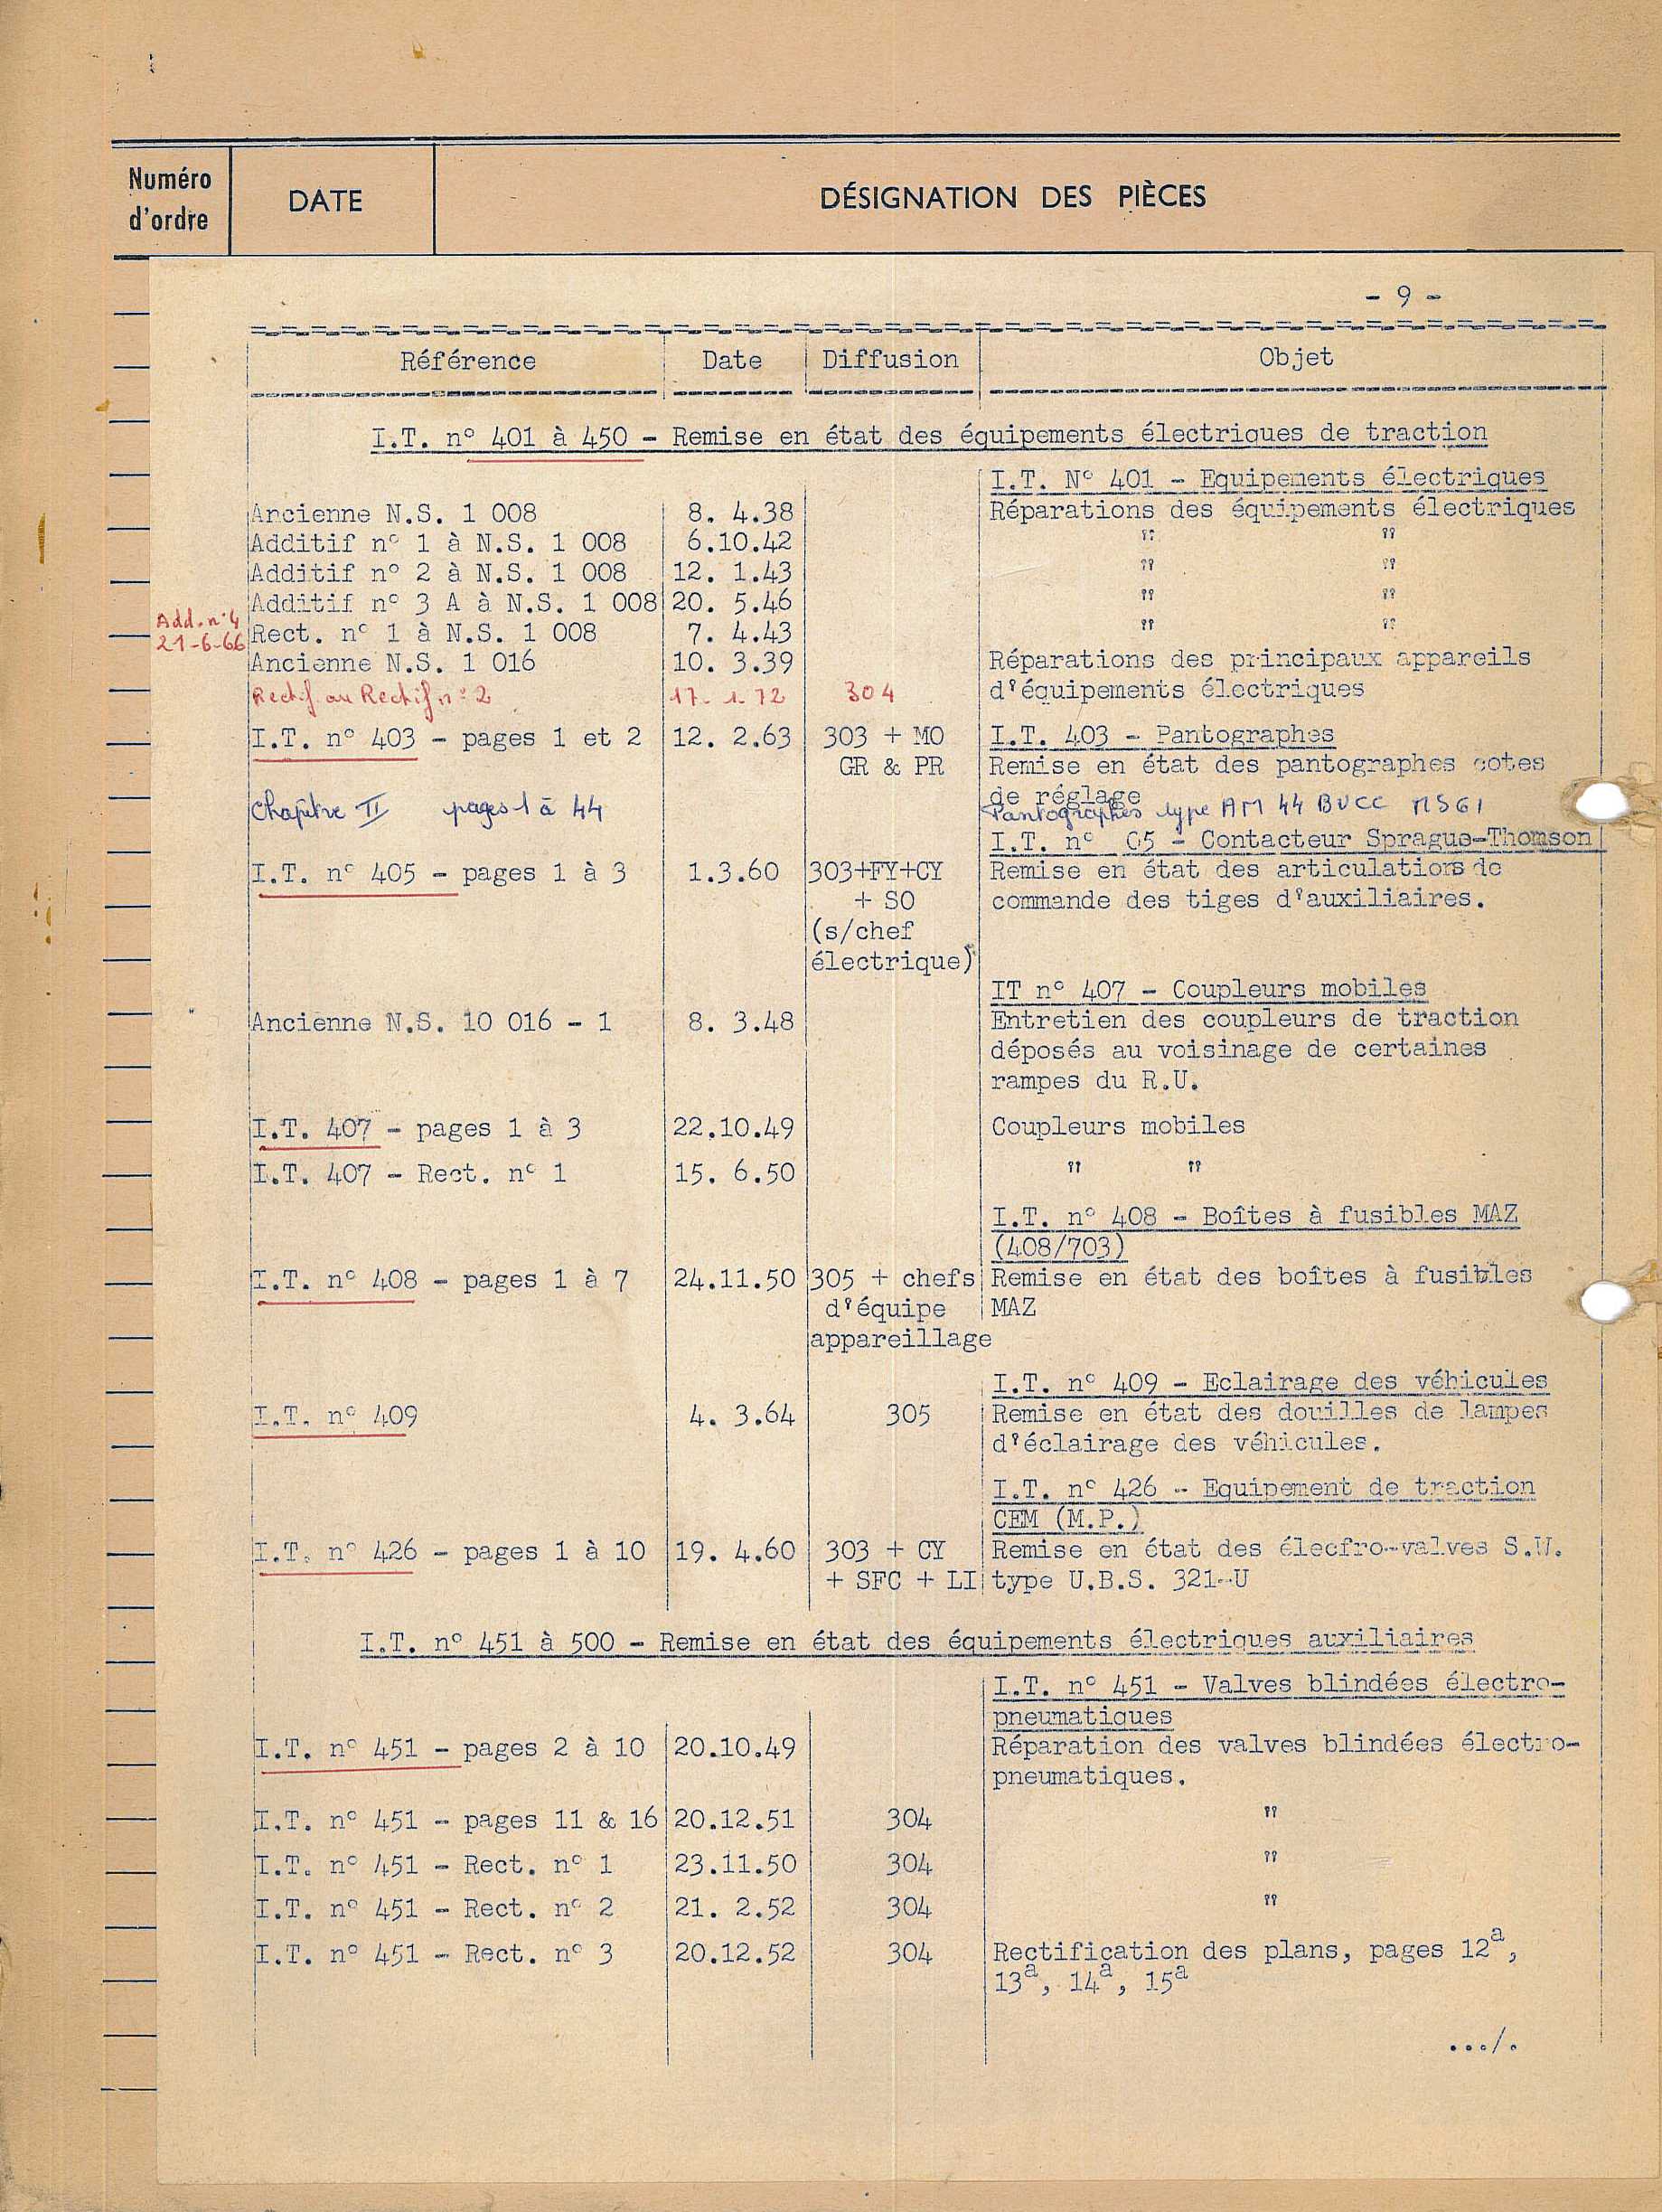 Numéro d'ordre DATE DÉSIGNATION DES PIÈCES
- 9 -
Référence Date Diffusion Objet
I.T. n° 401 à 450 - Remise en état des équipements électriques de traction
I.T. N° 401 - Equipements électriques
Ancienne N.S. 1 008 8. 4.38 Réparations des équipements électriques
Additif n° 1 à N.S. 1 008 6.10.42 " "
Additif n° 2 à N.S. 1 008 12. 1.43 " "
Additif n° 3 A à N.S. 1 008 20. 5.46 " "
Add. n°4
21-6-66 Rect. n° 1 à N.S. 1 008 7. 4.43 " "
Ancienne N.S. 1 016 10. 3.39 Réparations des principaux appareils
Rectif au Rectif n° 2 17. 1. 72 304 d'équipements électriques
I.T. n° 403 - pages 1 et 2 12. 2.63 303 + MO I.T. 403 - Pantographes
GR & PR Remise en état des pantographes cotes
de réglage
Chapitre II pages 1 à 44 Pantographes type AM 44 BUCC MS61
I.T. n° 05 - Contacteur Sprague-Thomson
I.T. n° 405 - pages 1 à 3 1.3.60 303+FY+CY Remise en état des articulations de
+ SO commande des tiges d'auxiliaires.
(s/chef
électrique)
IT n° 407 - Coupleurs mobiles
Ancienne N.S. 10 016 - 1 8. 3.48 Entretien des coupleurs de traction
déposés au voisinage de certaines
rampes du R.U.
I.T. 407 - pages 1 à 3 22.10.49 Coupleurs mobiles
I.T. 407 - Rect. n° 1 15. 6.50 " "
I.T. n° 408 - Boîtes à fusibles MAZ
(408/703)
I.T. n° 408 - pages 1 à 7 24.11.50 305 + chefs Remise en état des boîtes à fusibles
d'équipe MAZ
appareillage
I.T. n° 409 - Eclairage des véhicules
I.T. n° 409 4. 3.64 305 Remise en état des douilles de lampes
d'éclairage des véhicules.
I.T. n° 426 - Equipement de traction
CEM (M.P.)
I.T. n° 426 - pages 1 à 10 19. 4.60 303 + CY Remise en état des élecfro-valves S.W.
+ SFC + LI type U.B.S. 321-U
I.T. n° 451 à 500 - Remise en état des équipements électriques auxiliaires
I.T. n° 451 - Valves blindées électro-
pneumatiques
I.T. n° 451 - pages 2 à 10 20.10.49 Réparation des valves blindées électro-
pneumatiques.
I.T. n° 451 - pages 11 & 16 20.12.51 304 "
I.T. n° 451 - Rect. n° 1 23.11.50 304 "
I.T. n° 451 - Rect. n° 2 21. 2.52 304 "
I.T. n° 451 - Rect. n° 3 20.12.52 304 Rectification des plans, pages 12a,
13a, 14a, 15a
.../.